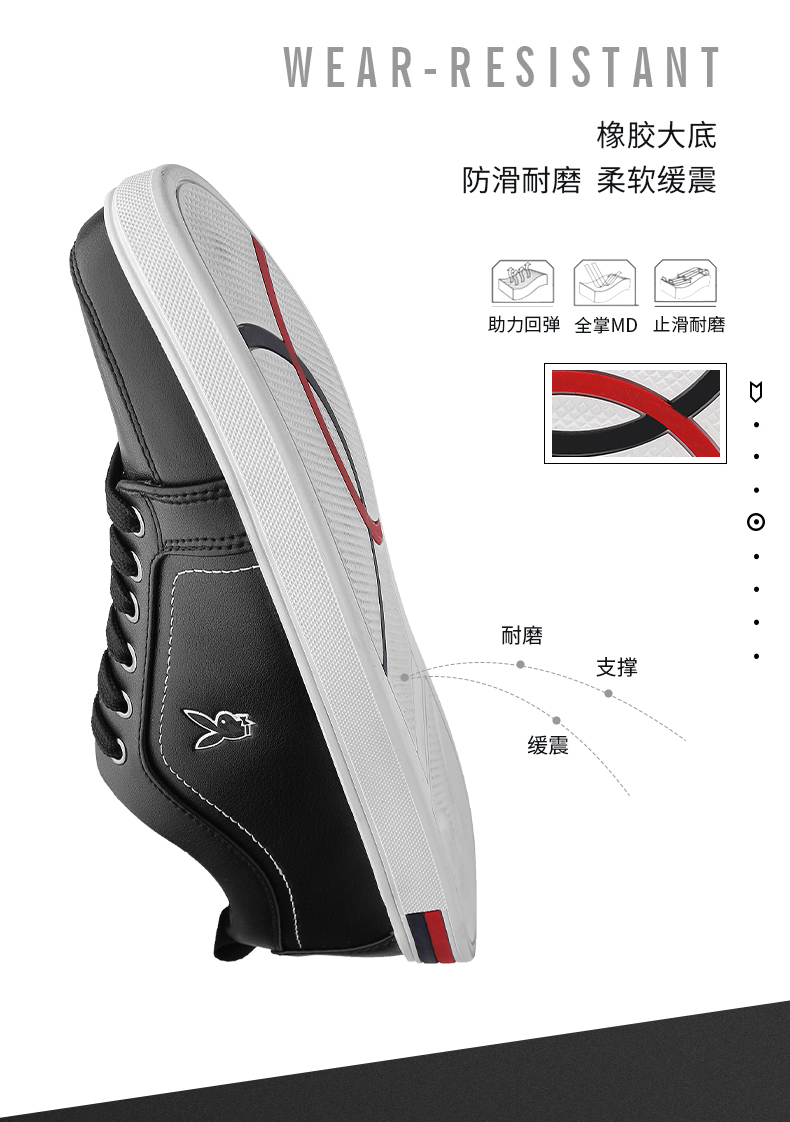 WEAR-RESISTANT
橡胶大底
防滑耐磨 柔软缓震
助力回弹 全掌MD 止滑耐磨
耐磨
支撑
缓震